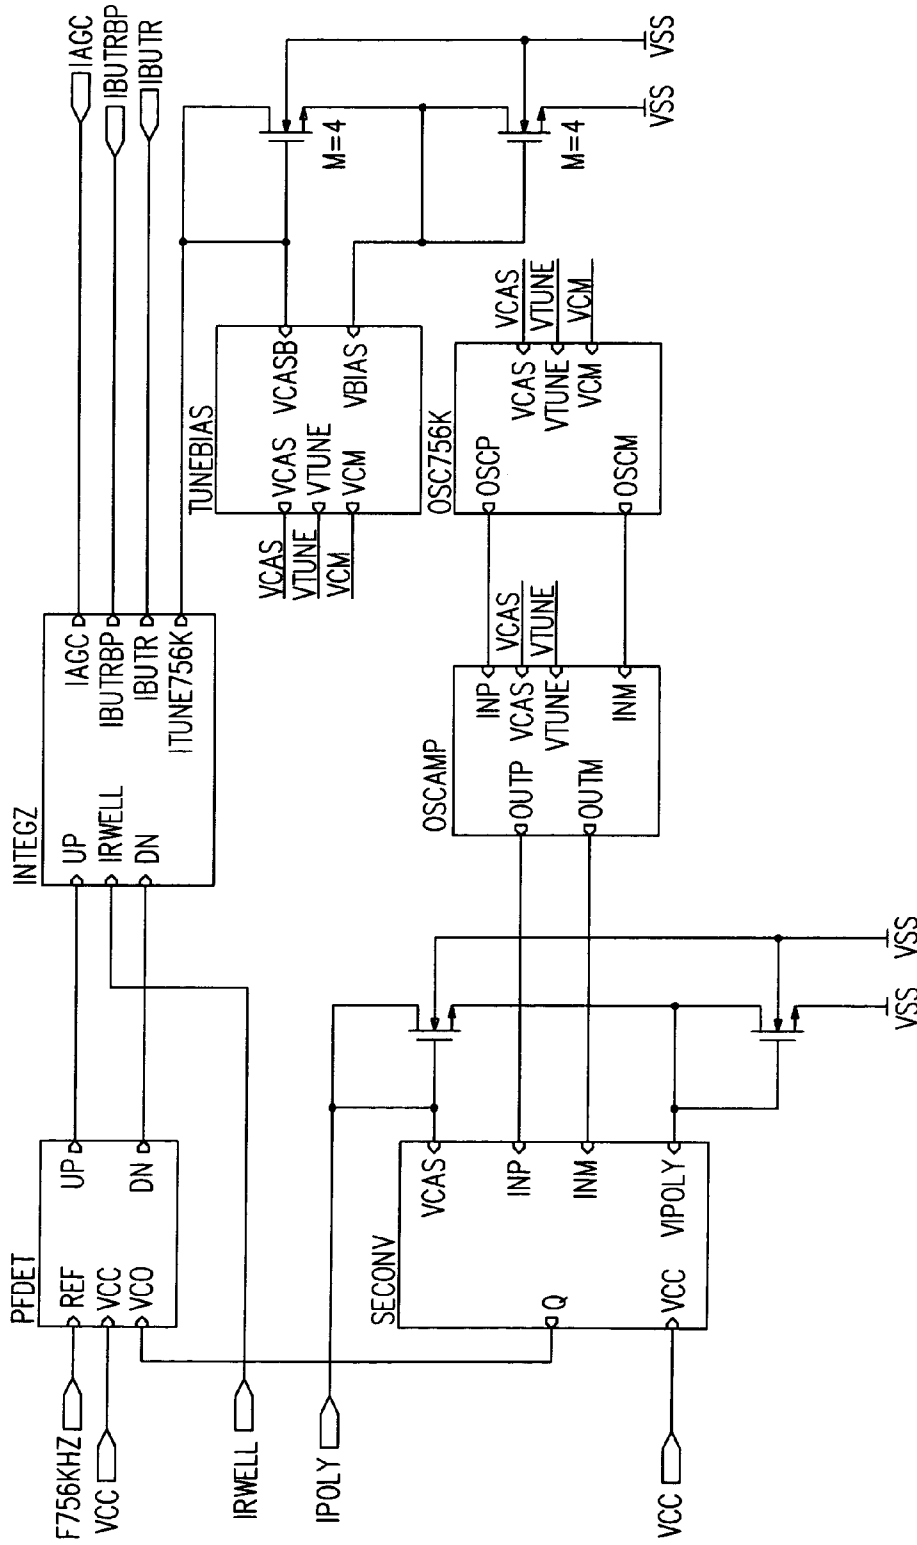 IAGC
IBUTRBP
IBUTR
INTEGZ
UP
IRWELL
DN
IAGC
IBUTRBP
IBUTR
ITUNE756K
PFDET
REF
VCC
VCO
UP
DN
F756KHZ
VCC
IRWELL
IPOLY
VCC
TUNEBIAS
VCAS
VTUNE
VCM
VCAS
VTUNE
VCM
VCASB
VBIAS
M=4
M=4
VSS
VSS
SECONV
Q
VCC
VCAS
INP
INM
VIPOLY
VSS
VSS
OSCAMP
OUTP
OUTM
INP
VCAS
VTUNE
INM
VCAS
VTUNE
OSC756K
OSCP
OSCM
VCAS
VTUNE
VCM
VCAS
VTUNE
VCM